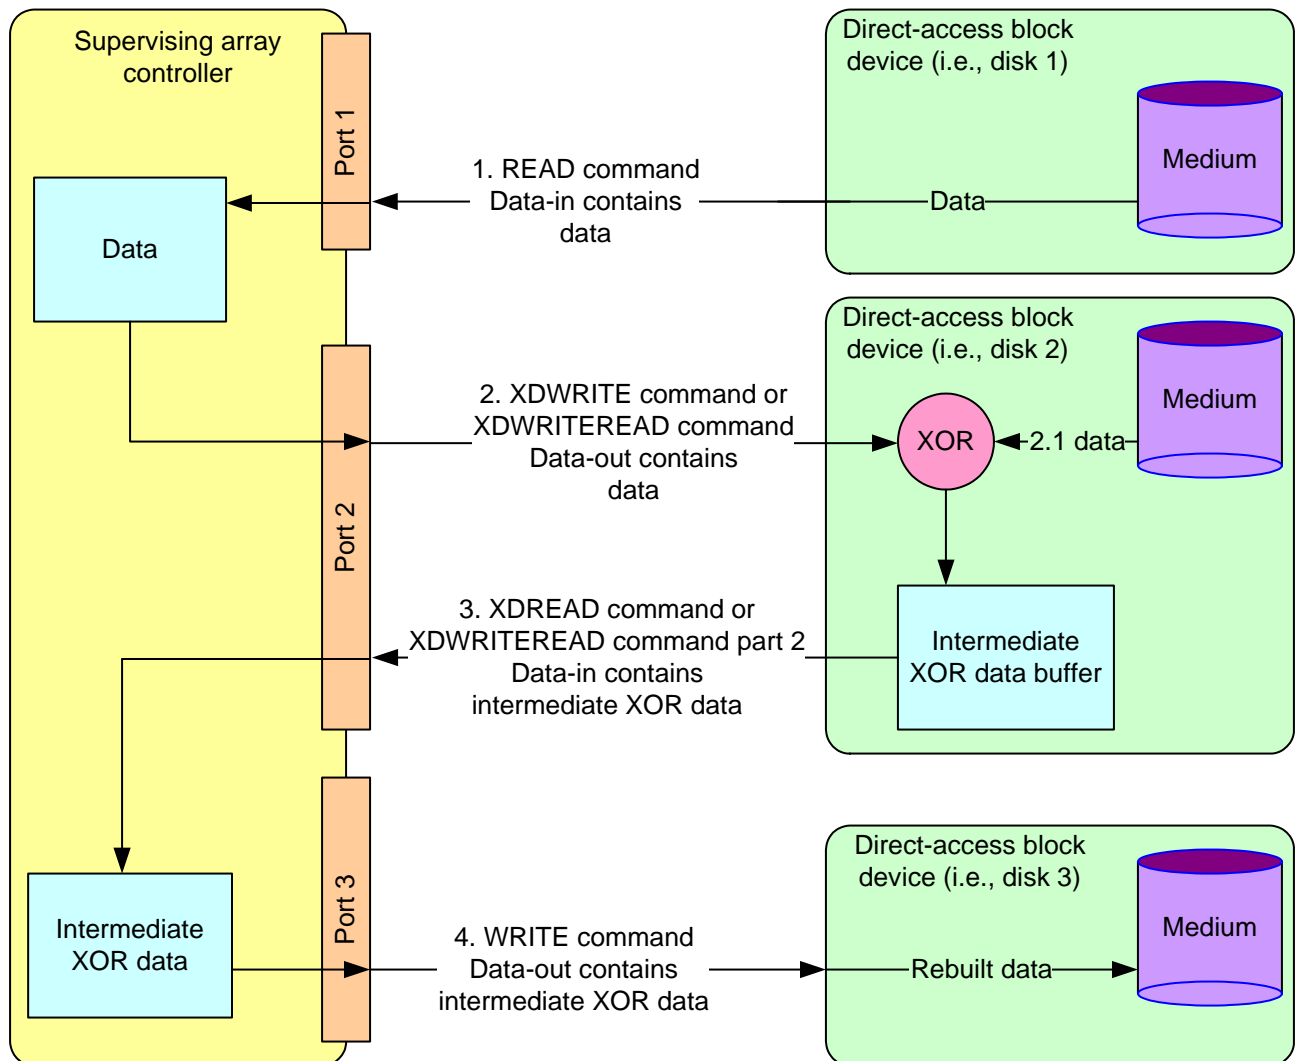 Supervising array
controller
Port 1
Data
Port 2
Intermediate
XOR data
Port 3
1. READ command
Data-in contains
data
2. XDWRITE command or
XDWRITEREAD command
Data-out contains
data
3. XDREAD command or
XDWRITEREAD command part 2
Data-in contains
intermediate XOR data
4. WRITE command
Data-out contains
intermediate XOR data
Direct-access block
device (i.e., disk 1)
Medium
Data
Direct-access block
device (i.e., disk 2)
Medium
XOR
2.1 data
Intermediate
XOR data buffer
Direct-access block
device (i.e., disk 3)
Medium
Rebuilt data